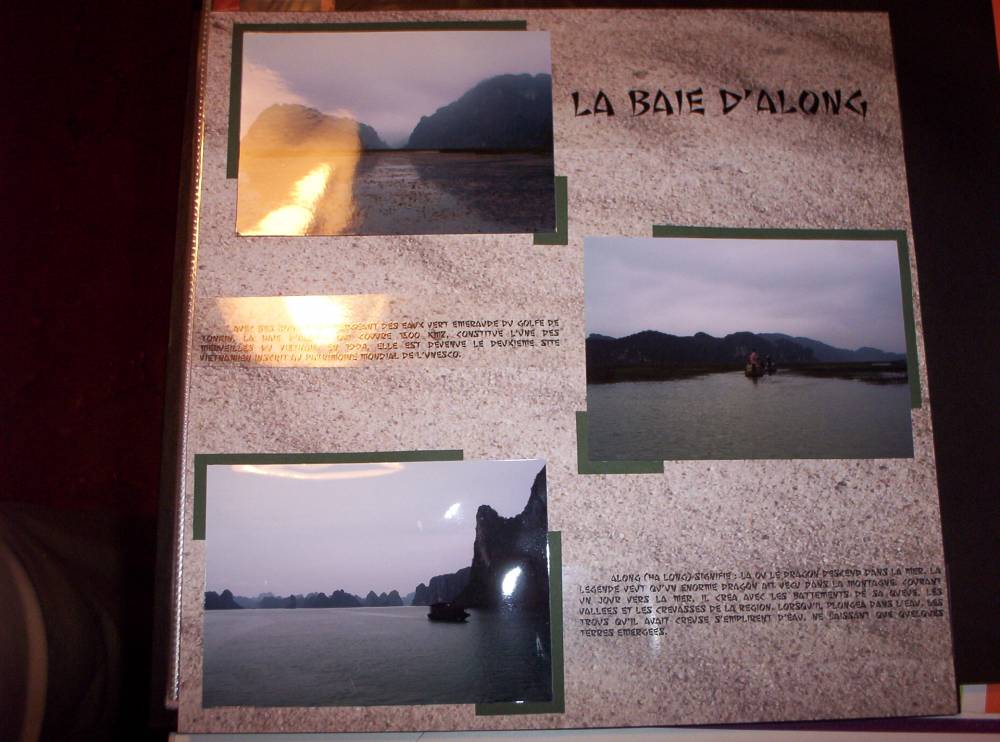 LA BAIE D'ALONG
AVEC SES EAUX VERT EMERAUDE DU GOLFE DE
TONKIN, LA BAIE COUVRE 1500 KM2, CONSTITUE L'UNE DES
MERVEILLES DU VIETNAM. EN 1994, ELLE EST DEVENUE LE DEUXIEME SITE
VIETNAMIEN INSCRIT AU PATRIMOINE MONDIAL DE L'UNESCO.
ALONG (HA LONG) SIGNIFIE : LA OU LE DRAGON DESCEND DANS LA MER. LA
LEGENDE VEUT QU'UN ENORME DRAGON AIT VECU DANS LA MONTAGNE. COURANT
UN JOUR VERS LA MER, IL CREA AVEC LES BATTEMENTS DE SA QUEUE, LES
VALLEES ET LES CREVASSES DE LA REGION. LORSQU'IL PLONGEA DANS L'EAU, LES
TROUS QU'IL AVAIT CREUSE S'EMPLIRENT D'EAU, NE LAISSANT QUE QUELQUES
TERRES EMERGEES.